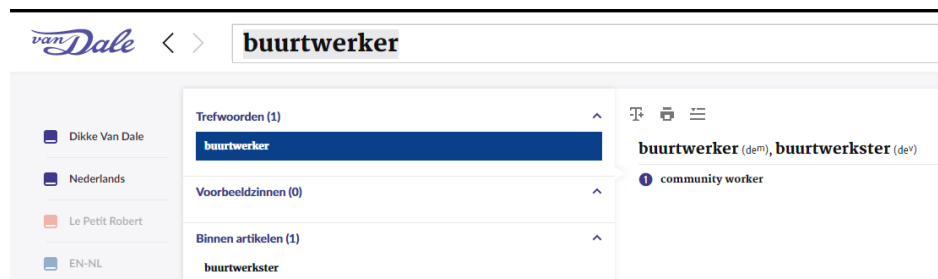 van Dale
buurtwerker
Dikke Van Dale
Nederlands
Le Petit Robert
EN-NL
Trefwoorden (1)
buurtwerker
Voorbeeldzinnen (0)
Binnen artikelen (1)
buurtwerkster
T+
buurtwerker (deᵐ), buurtwerkster (deᵛ)
1 community worker